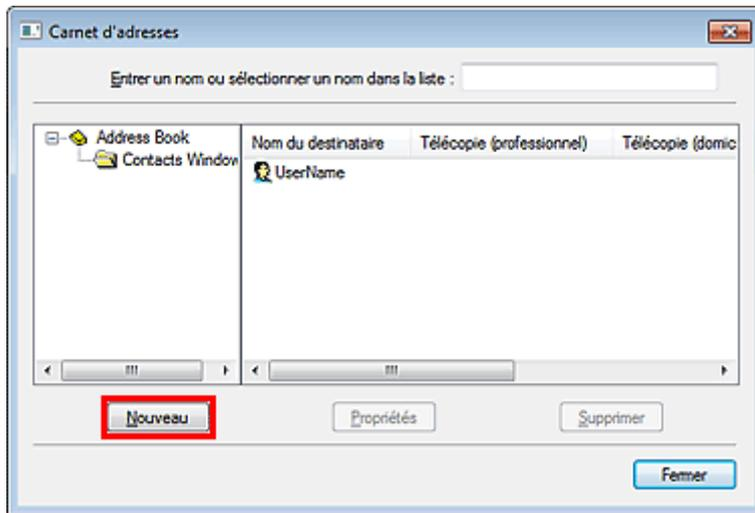 Carnet d'adresses
Entrer un nom ou sélectionner un nom dans la liste :
Address Book
Contacts Window
Nom du destinataire Télécopie (professionnel) Télécopie (domic
UserName
Nouveau Propriétés Supprimer
Fermer